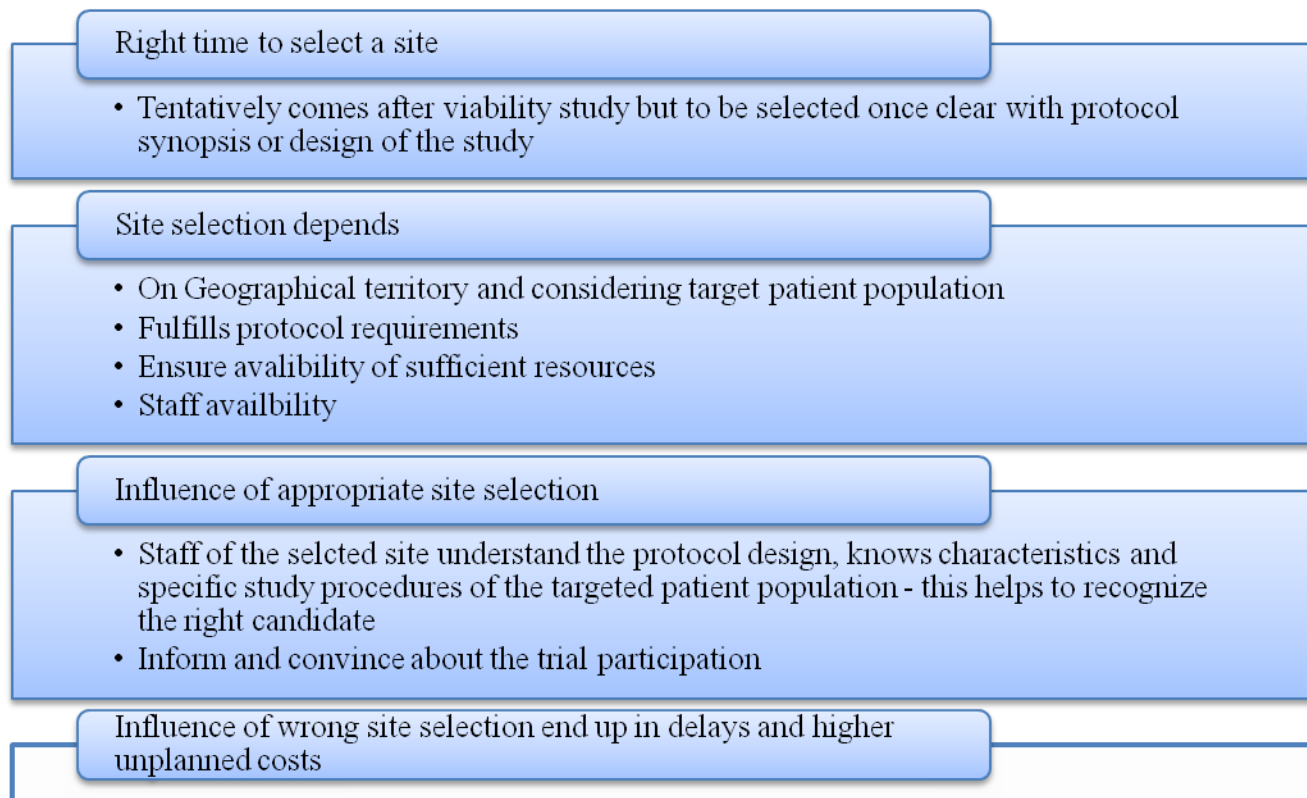 Right time to select a site
• Tentatively comes after viability study but to be selected once clear with protocol
synopsis or design of the study
Site selection depends
• On Geographical territory and considering target patient population
• Fulfills protocol requirements
• Ensure avalibility of sufficient resources
• Staff availbility
Influence of appropriate site selection
• Staff of the selcted site understand the protocol design, knows characteristics and
specific study procedures of the targeted patient population - this helps to recognize
the right candidate
• Inform and convince about the trial participation
Influence of wrong site selection end up in delays and higher
unplanned costs